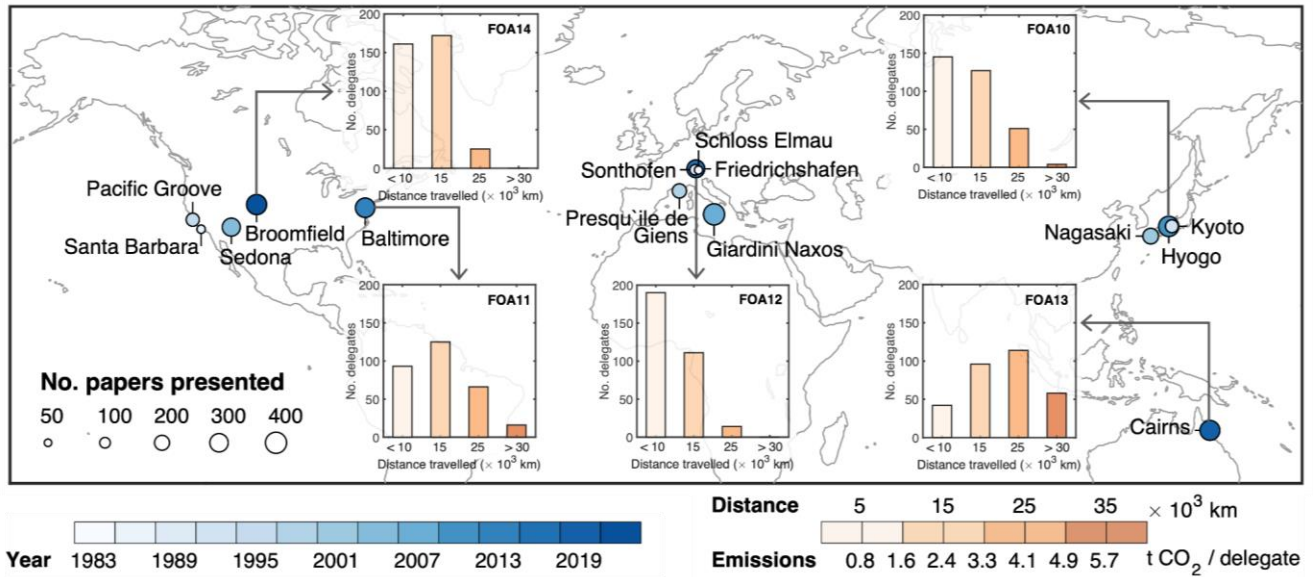 200
150
100
50
0
No. delegates
FOA14
< 10 15 25 > 30
Distance travelled (× 10³ km)
200
150
100
50
0
No. delegates
FOA10
< 10 15 25 > 30
Distance travelled (× 10³ km)
Schloss Elmau
Sonthofen
Friedrichshafen
Presqu`ile de
Giens
Giardini Naxos
Pacific Groove
Santa Barbara
Sedona
Broomfield
Baltimore
Nagasaki
Kyoto
Hyogo
Cairns
200
150
100
50
0
No. delegates
FOA11
< 10 15 25 > 30
Distance travelled (× 10³ km)
200
150
100
50
0
No. delegates
FOA12
< 10 15 25 > 30
Distance travelled (× 10³ km)
200
150
100
50
0
No. delegates
FOA13
< 10 15 25 > 30
Distance travelled (× 10³ km)
No. papers presented
50 100 200 300 400
Year 1983 1989 1995 2001 2007 2013 2019
Distance 5 15 25 35 × 10³ km
Emissions 0.8 1.6 2.4 3.3 4.1 4.9 5.7 t CO₂ / delegate